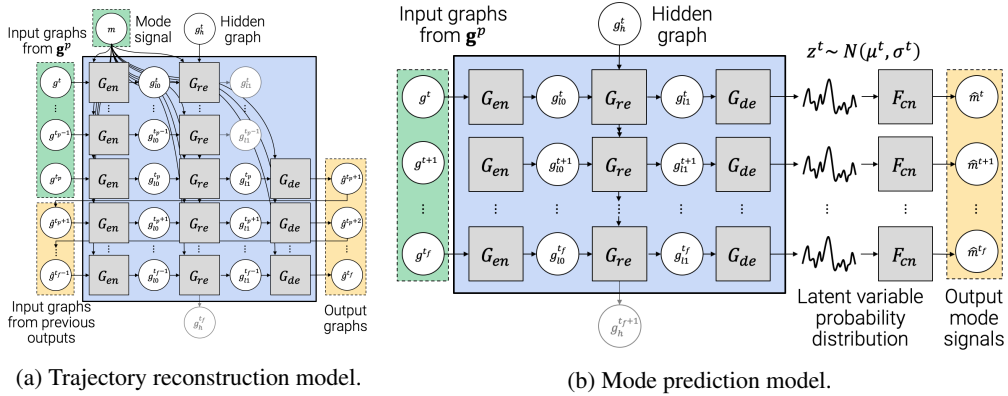 Input graphs
from g^p
m
Mode
signal
g_h^t
Hidden
graph
g^t
G_en
g_l0^t
G_re
g_l1^t
⋮ ⋮ ⋮ ⋮ ⋮
g^{t_p-1}
G_en
g_l0^{t_p-1}
G_re
g_l1^{t_p-1}
g^{t_p}
G_en
g_l0^{t_p}
G_re
g_l1^{t_p}
G_de
ĝ^{t_p+1}
ĝ^{t_p+1}
G_en
g_l0^{t_p+1}
G_re
g_l1^{t_p+1}
G_de
ĝ^{t_p+2}
⋮ ⋮ ⋮ ⋮ ⋮ ⋮ ⋮
ĝ^{t_f-1}
G_en
g_l0^{t_f-1}
G_re
g_l1^{t_f-1}
G_de
ĝ^{t_f}
Input graphs
from previous
outputs
g_h^{t_f}
Output
graphs
(a) Trajectory reconstruction model.
Input graphs
from g^p
g_h^t
Hidden
graph
z^t~ N(μ^t, σ^t)
g^t
G_en
g_l0^t
G_re
g_l1^t
G_de
F_cn
m̂^t
g^{t+1}
G_en
g_l0^{t+1}
G_re
g_l1^{t+1}
G_de
F_cn
m̂^{t+1}
⋮ ⋮ ⋮ ⋮ ⋮ ⋮ ⋮ ⋮ ⋮
g^{t_f}
G_en
g_l0^{t_f}
G_re
g_l1^{t_f}
G_de
F_cn
m̂^{t_f}
g_h^{t_f+1}
Latent variable
probability
distribution
Output
mode
signals
(b) Mode prediction model.